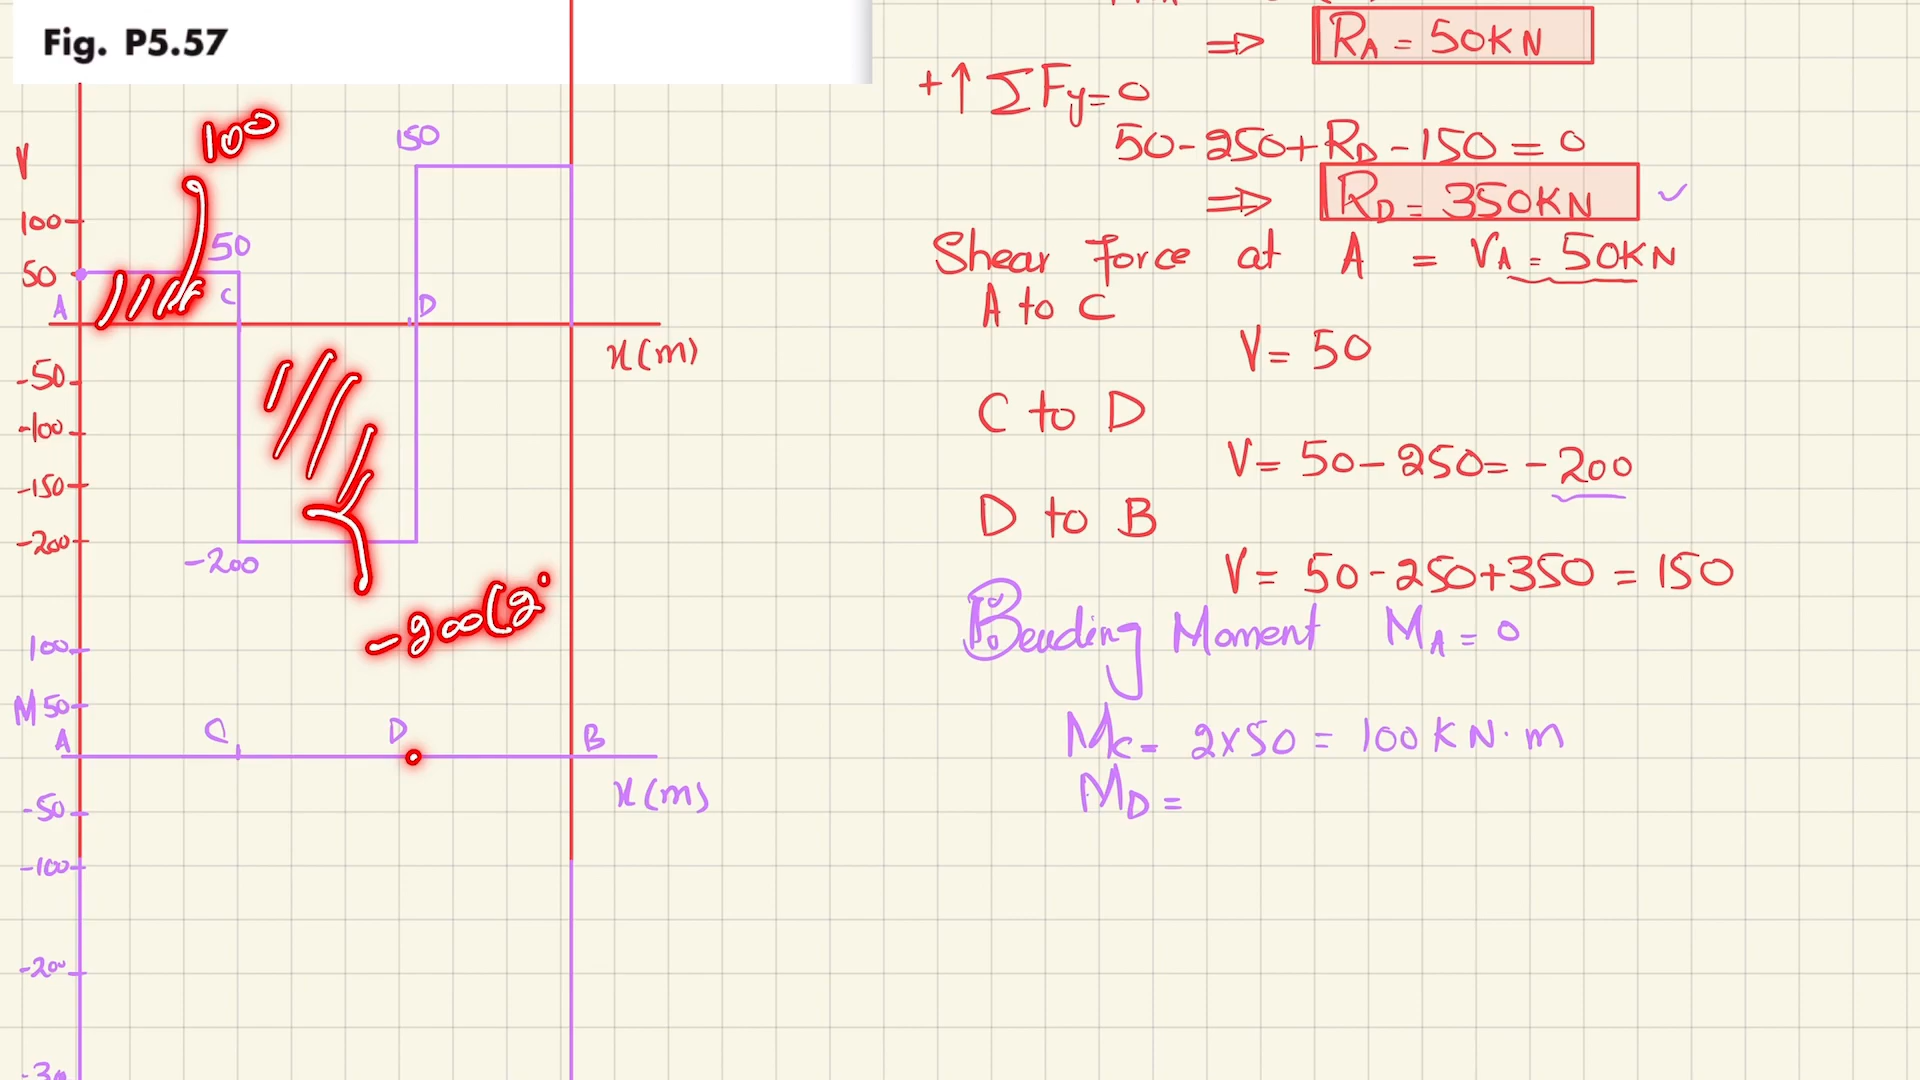 Fig. P5.57
RA = 50KN
+↑ ΣFy=0
50-250+RD-150=0
⇒ RD = 350KN
Shear Force at A = VA = 50KN
A to C
V= 50
C to D
V= 50-250= -200
D to B
V= 50-250+350 = 150
Bending Moment MA = 0
MC= 2x50 = 100KN.m
MD =
V
100
50
A
-50
-100
-150
-200
100
50
C
150
D
x(m)
-200
-200(2
100
M 50
A
C
D
B
x(m)
-50
-100
-200